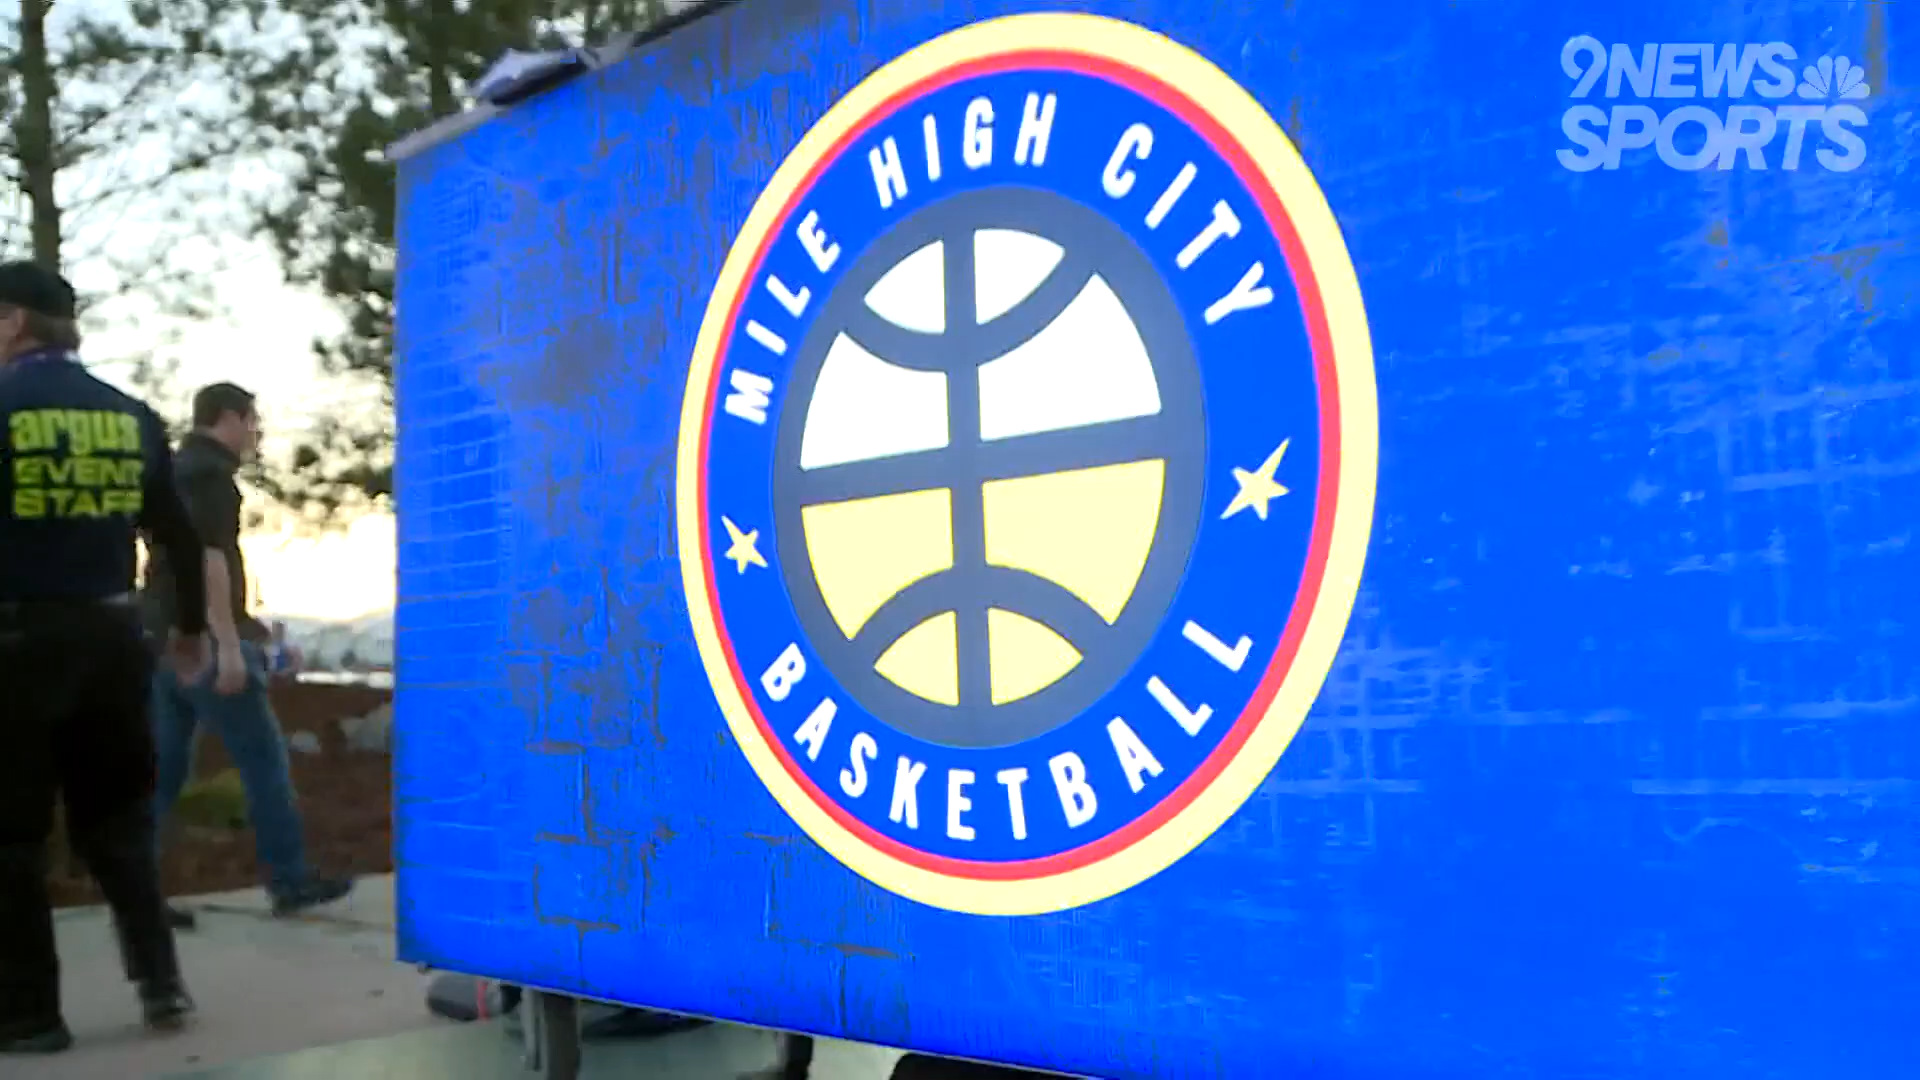 9NEWS
SPORTS
MILE HIGH CITY
BASKETBALL
argus
EVENT
STAFF